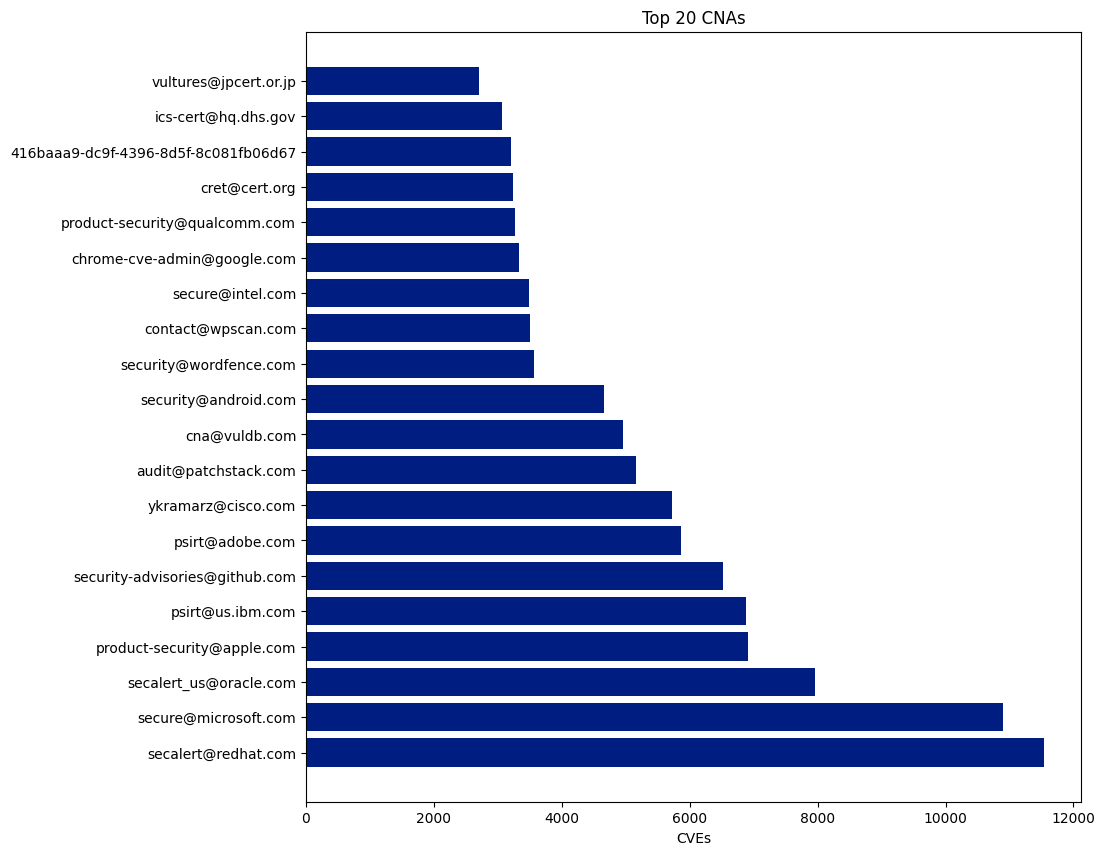 Top 20 CNAs
vultures@jpcert.or.jp
ics-cert@hq.dhs.gov
416baaa9-dc9f-4396-8d5f-8c081fb06d67
cret@cert.org
product-security@qualcomm.com
chrome-cve-admin@google.com
secure@intel.com
contact@wpscan.com
security@wordfence.com
security@android.com
cna@vuldb.com
audit@patchstack.com
ykramarz@cisco.com
psirt@adobe.com
security-advisories@github.com
psirt@us.ibm.com
product-security@apple.com
secalert_us@oracle.com
secure@microsoft.com
secalert@redhat.com
0 2000 4000 6000 8000 10000 12000
CVEs